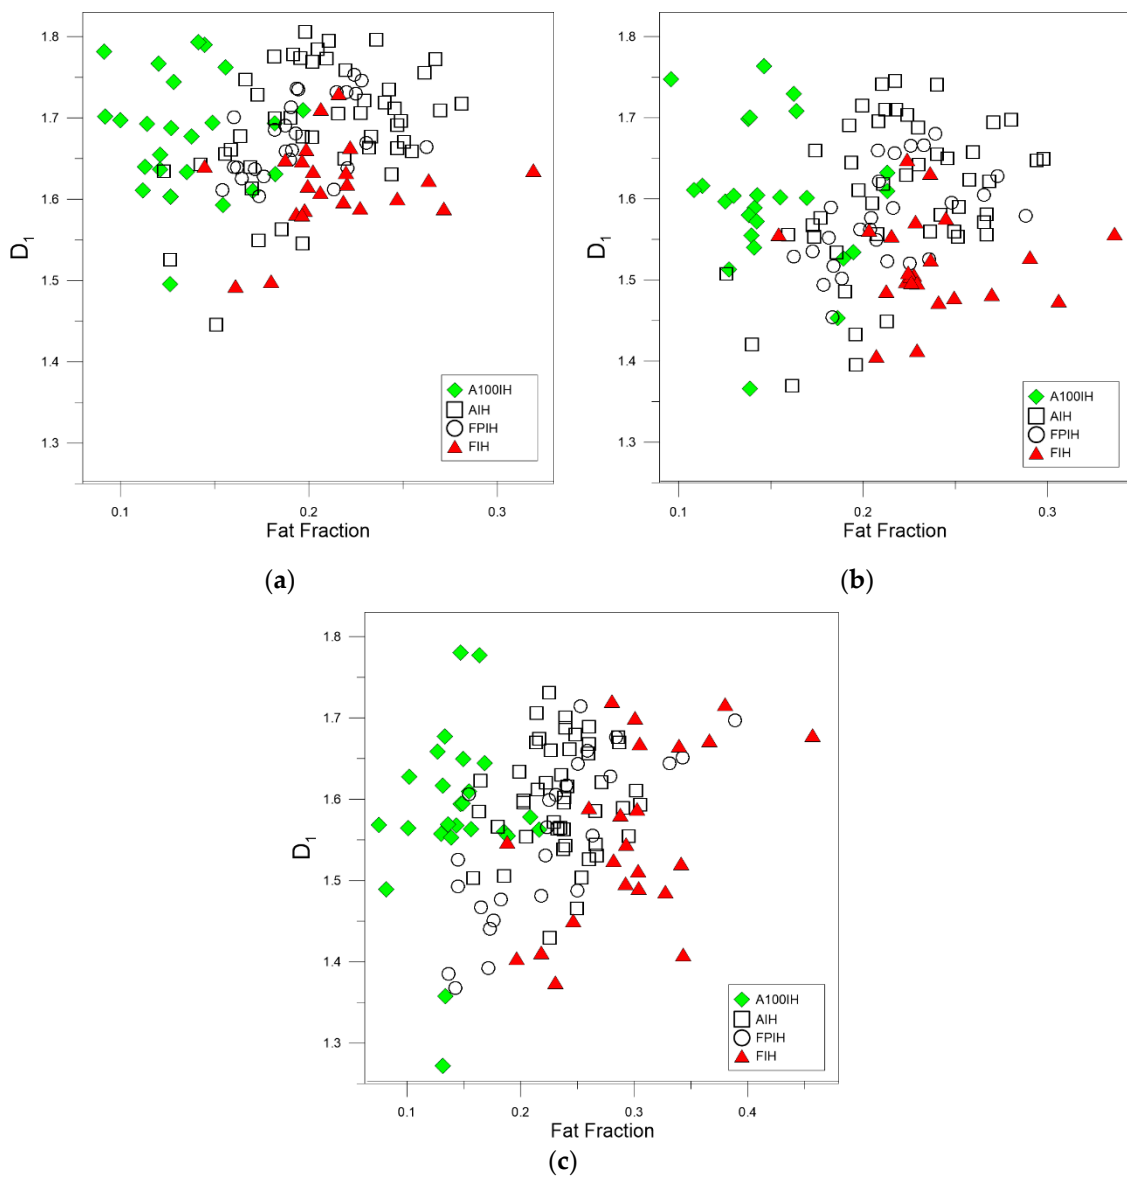 1.8
1.7
1.6
1.5
1.4
1.3
D1
0.1 0.2 0.3
Fat Fraction
A100IH
AIH
FPIH
FIH
(a)
1.8
1.7
1.6
1.5
1.4
1.3
D1
0.1 0.2 0.3
Fat Fraction
A100IH
AIH
FPIH
FIH
(b)
1.8
1.7
1.6
1.5
1.4
1.3
D1
0.1 0.2 0.3 0.4
Fat Fraction
A100IH
AIH
FPIH
FIH
(c)